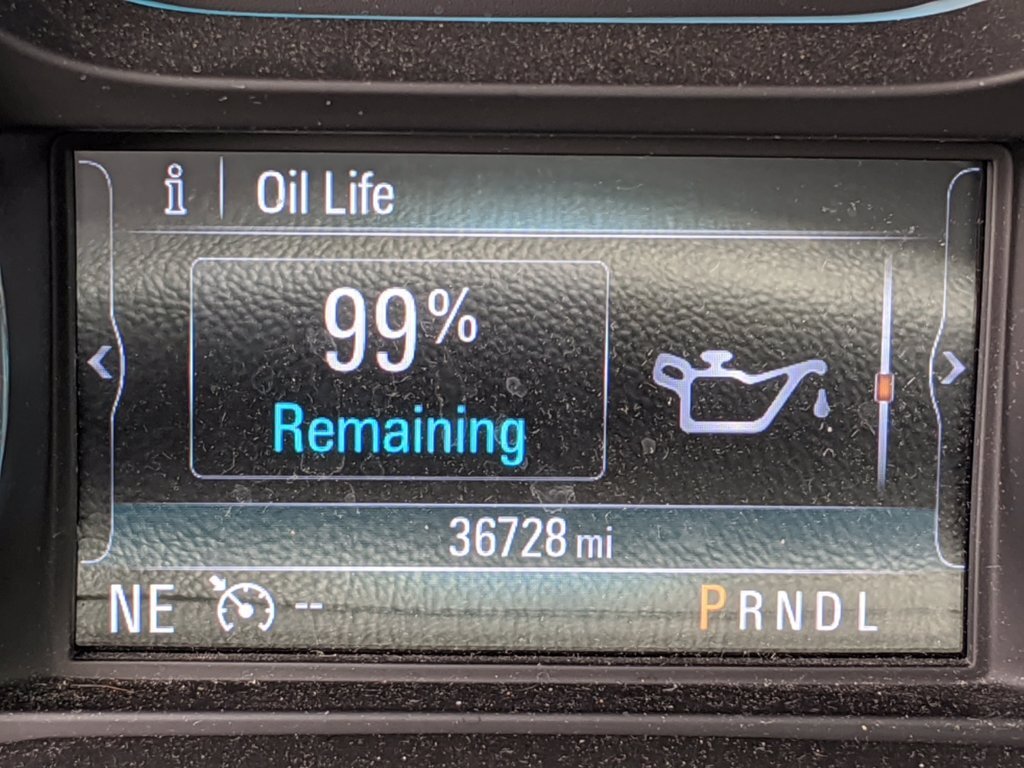 i Oil Life
99%
Remaining
36728 mi
NE -- PRNDL